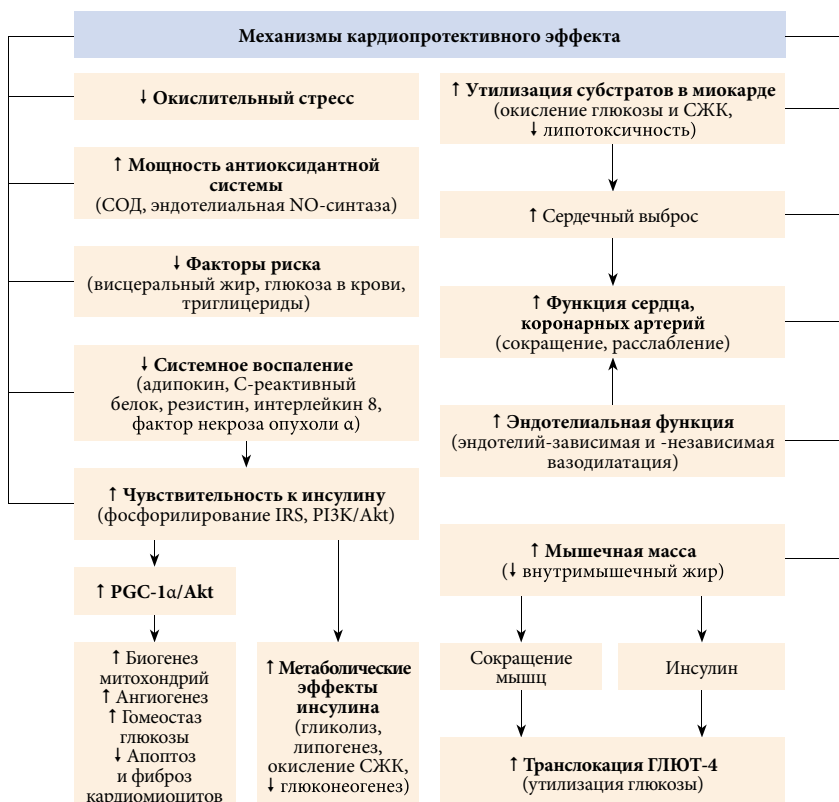 Механизмы кардиопротективного эффекта
↓ Окислительный стресс
↑ Мощность антиоксидантной
системы
(СОД, эндотелиальная NO-синтаза)
↓ Факторы риска
(висцеральный жир, глюкоза в крови,
триглицериды)
↓ Системное воспаление
(адипокин, С-реактивный
белок, резистин, интерлейкин 8,
фактор некроза опухоли α)
↑ Чувствительность к инсулину
(фосфорилирование IRS, PI3K/Akt)
↑ PGC-1α/Akt
↑ Биогенез
митохондрий
↑ Ангиогенез
↑ Гомеостаз
глюкозы
↓ Апоптоз
и фиброз
кардиомиоцитов
↑ Метаболические
эффекты
инсулина
(гликолиз,
липогенез,
окисление СЖК,
↓ глюконеогенез)
↑ Утилизация субстратов в миокарде
(окисление глюкозы и СЖК,
↓ липотоксичность)
↑ Сердечный выброс
↑ Функция сердца,
коронарных артерий
(сокращение, расслабление)
↑ Эндотелиальная функция
(эндотелий-зависимая и -независимая
вазодилатация)
↑ Мышечная масса
(↓ внутримышечный жир)
Сокращение
мышц
Инсулин
↑ Транслокация ГЛЮТ-4
(утилизация глюкозы)